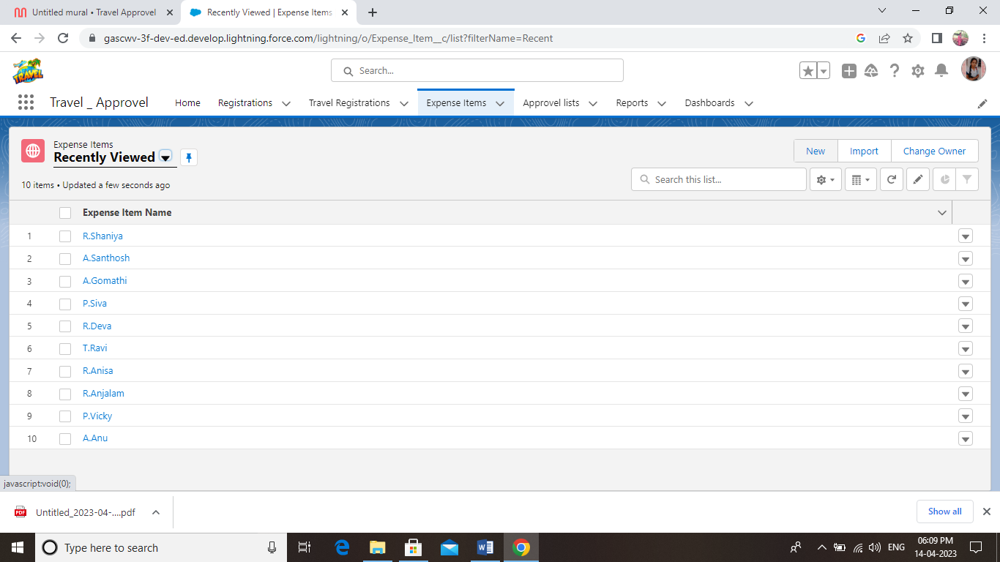 Untitled mural • Travel Approvel
Recently Viewed | Expense Items
gascwv-3f-dev-ed.develop.lightning.force.com/lightning/o/Expense_Item__c/list?filterName=Recent
TRAVEL
Search...
Travel _ Approvel
Home
Registrations
Travel Registrations
Expense Items
Approvel lists
Reports
Dashboards
Expense Items
Recently Viewed
New
Import
Change Owner
10 items • Updated a few seconds ago
Search this list...
Expense Item Name
1 R.Shaniya
2 A.Santhosh
3 A.Gomathi
4 P.Siva
5 R.Deva
6 T.Ravi
7 R.Anisa
8 R.Anjalam
9 P.Vicky
10 A.Anu
javascript:void(0);
PDF
Untitled_2023-04-....pdf
Show all
Type here to search
ENG
06:09 PM
14-04-2023